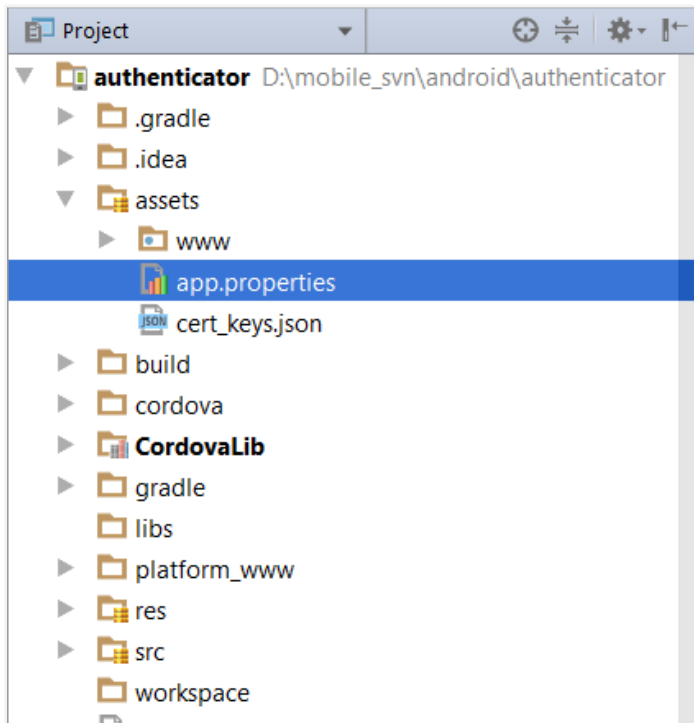 Project
authenticator D:\mobile_svn\android\authenticator
.gradle
.idea
assets
www
app.properties
JSON cert_keys.json
build
cordova
CordovaLib
gradle
libs
platform_www
res
src
workspace